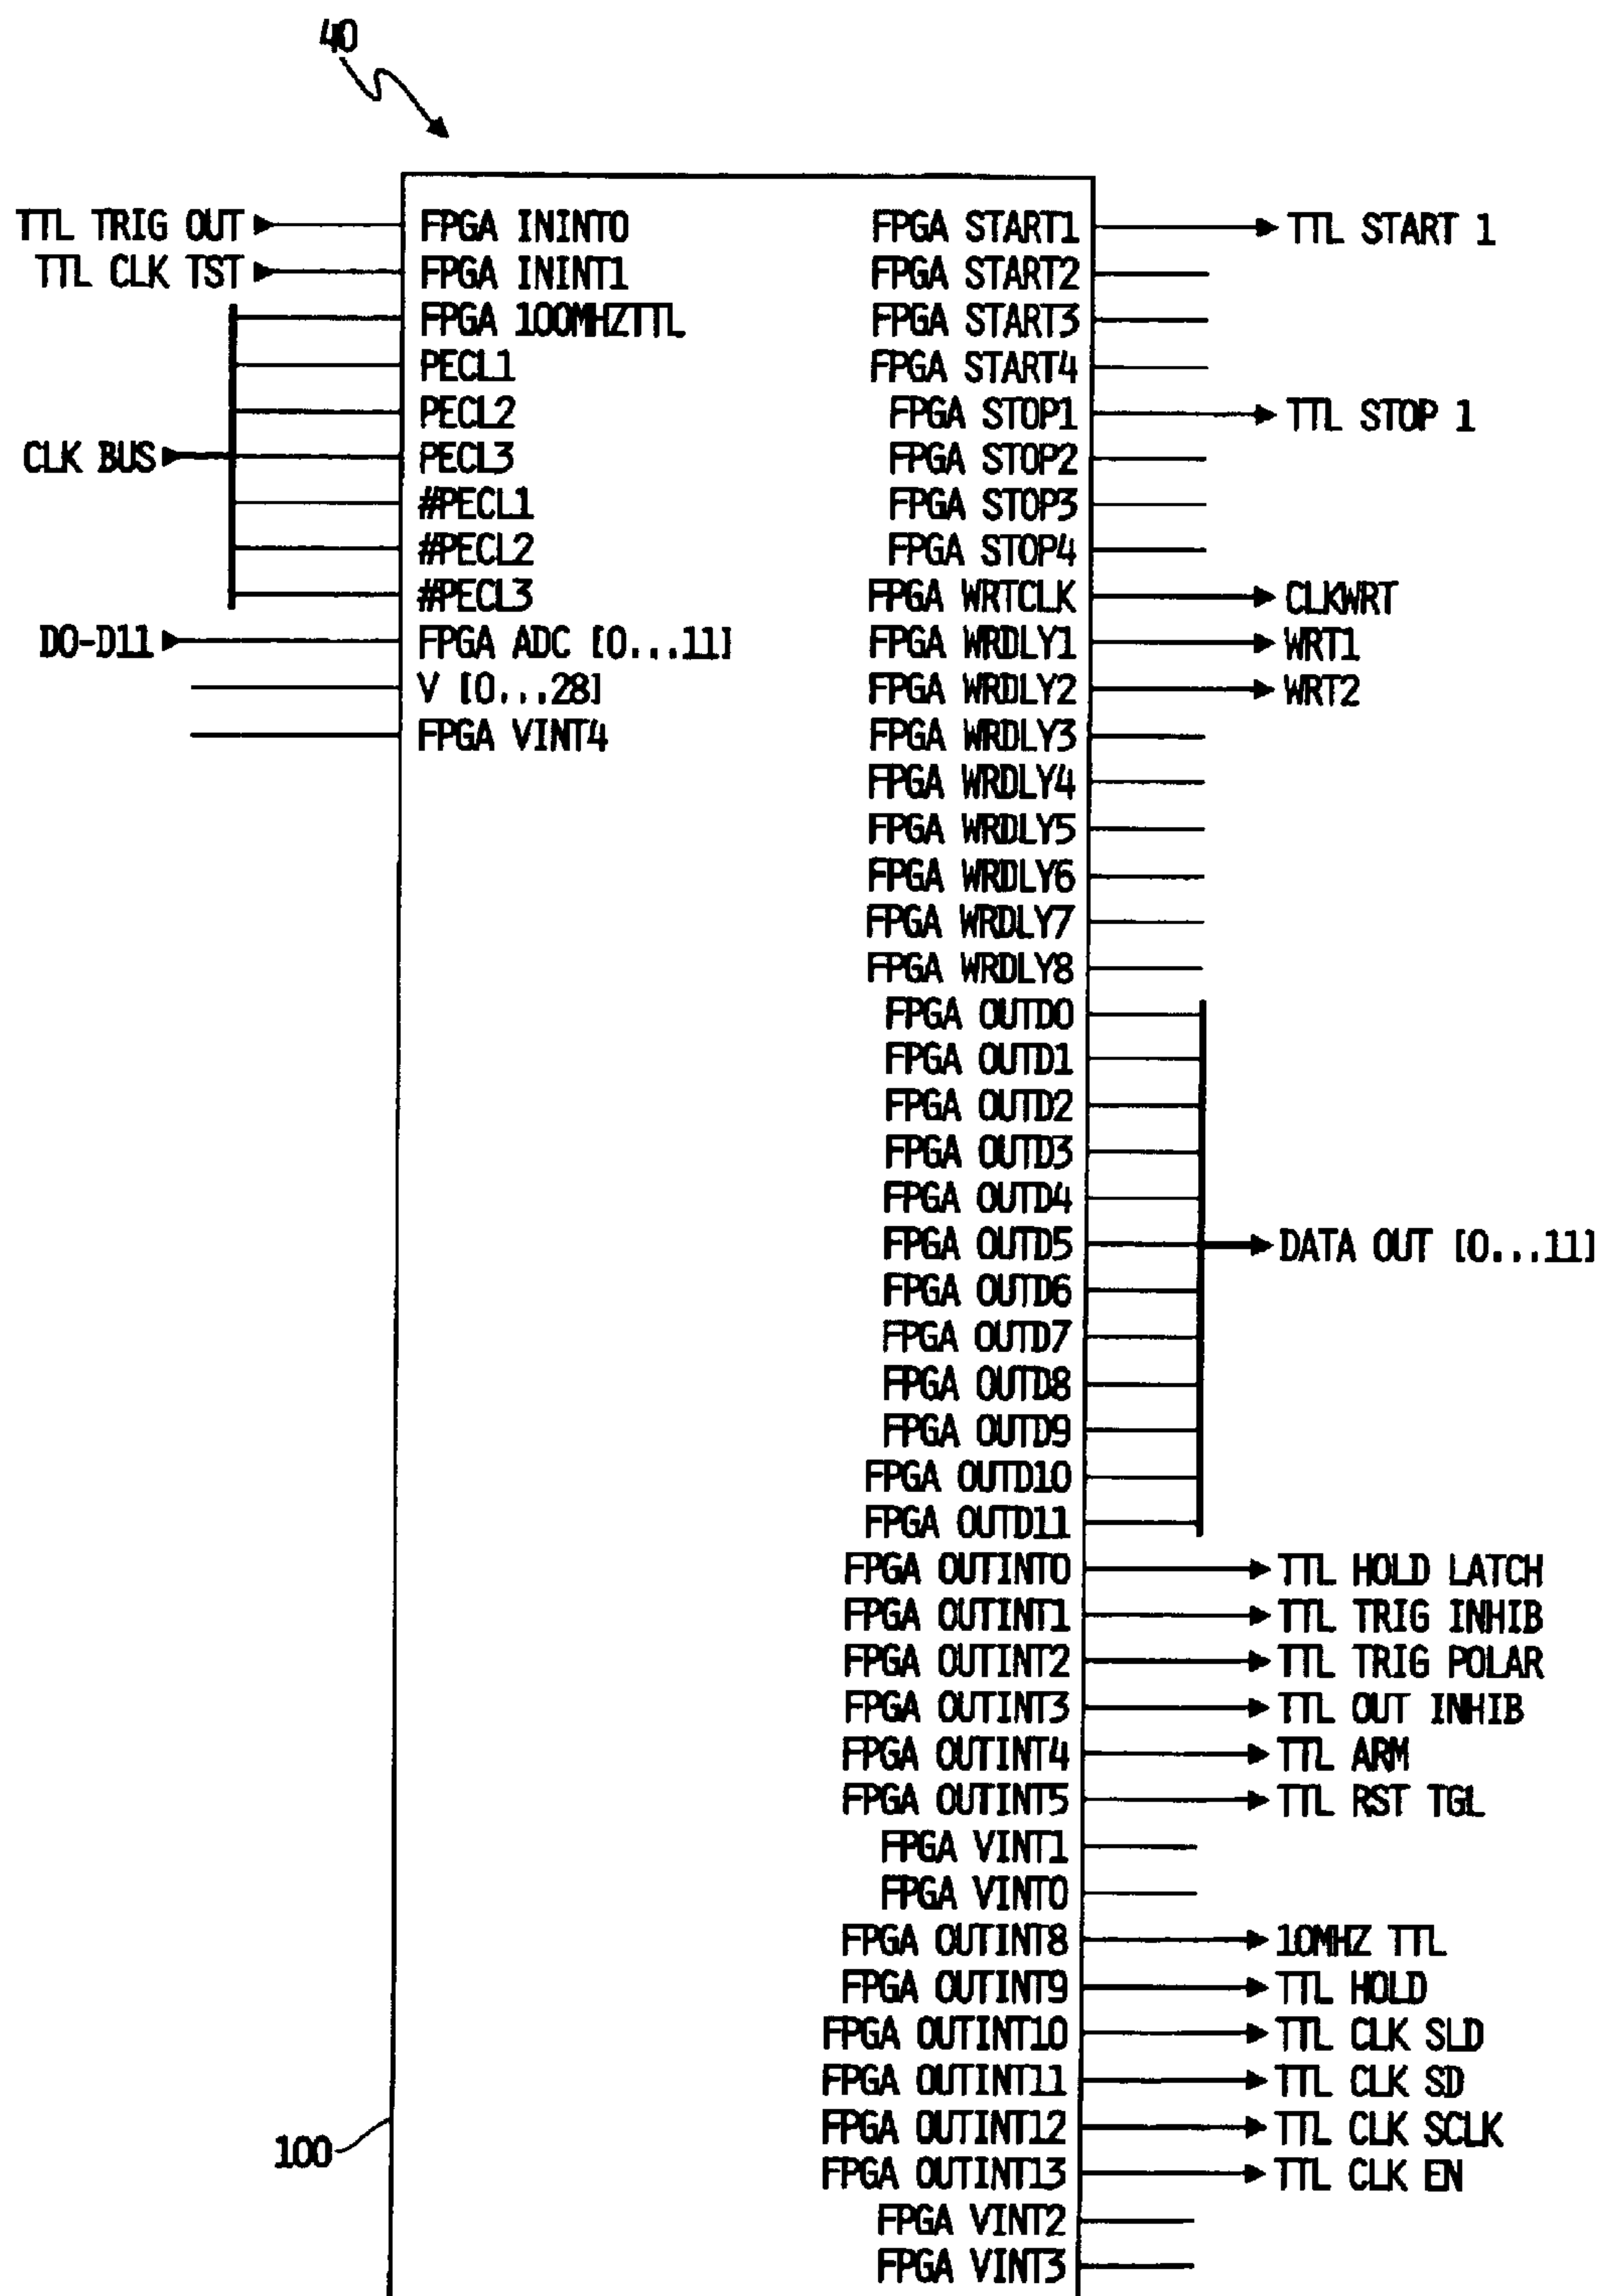 40
TTL TRIG OUT FPGA ININT0 FPGA START1 TTL START 1
TTL CLK TST FPGA ININT1 FPGA START2
FPGA 100MHZTTL FPGA START3
PECL1 FPGA START4
PECL2 FPGA STOP1 TTL STOP 1
CLK BUS PECL3 FPGA STOP2
#PECL1 FPGA STOP3
#PECL2 FPGA STOP4
#PECL3 FPGA WRTCLK CLKWRT
D0-D11 FPGA ADC [0...11] FPGA WRDLY1 WRT1
V [0...28] FPGA WRDLY2 WRT2
FPGA VINT4 FPGA WRDLY3
FPGA WRDLY4
FPGA WRDLY5
FPGA WRDLY6
FPGA WRDLY7
FPGA WRDLY8
FPGA OUTD0
FPGA OUTD1
FPGA OUTD2
FPGA OUTD3
FPGA OUTD4
FPGA OUTD5 DATA OUT [0...11]
FPGA OUTD6
FPGA OUTD7
FPGA OUTD8
FPGA OUTD9
FPGA OUTD10
FPGA OUTD11
FPGA OUTINT0 TTL HOLD LATCH
FPGA OUTINT1 TTL TRIG INHIB
FPGA OUTINT2 TTL TRIG POLAR
FPGA OUTINT3 TTL OUT INHIB
FPGA OUTINT4 TTL ARM
FPGA OUTINT5 TTL RST TGL
FPGA VINT1
FPGA VINT0
FPGA OUTINT8 10MHZ TTL
FPGA OUTINT9 TTL HOLD
FPGA OUTINT10 TTL CLK SLD
FPGA OUTINT11 TTL CLK SD
100 FPGA OUTINT12 TTL CLK SCLK
FPGA OUTINT13 TTL CLK EN
FPGA VINT2
FPGA VINT3